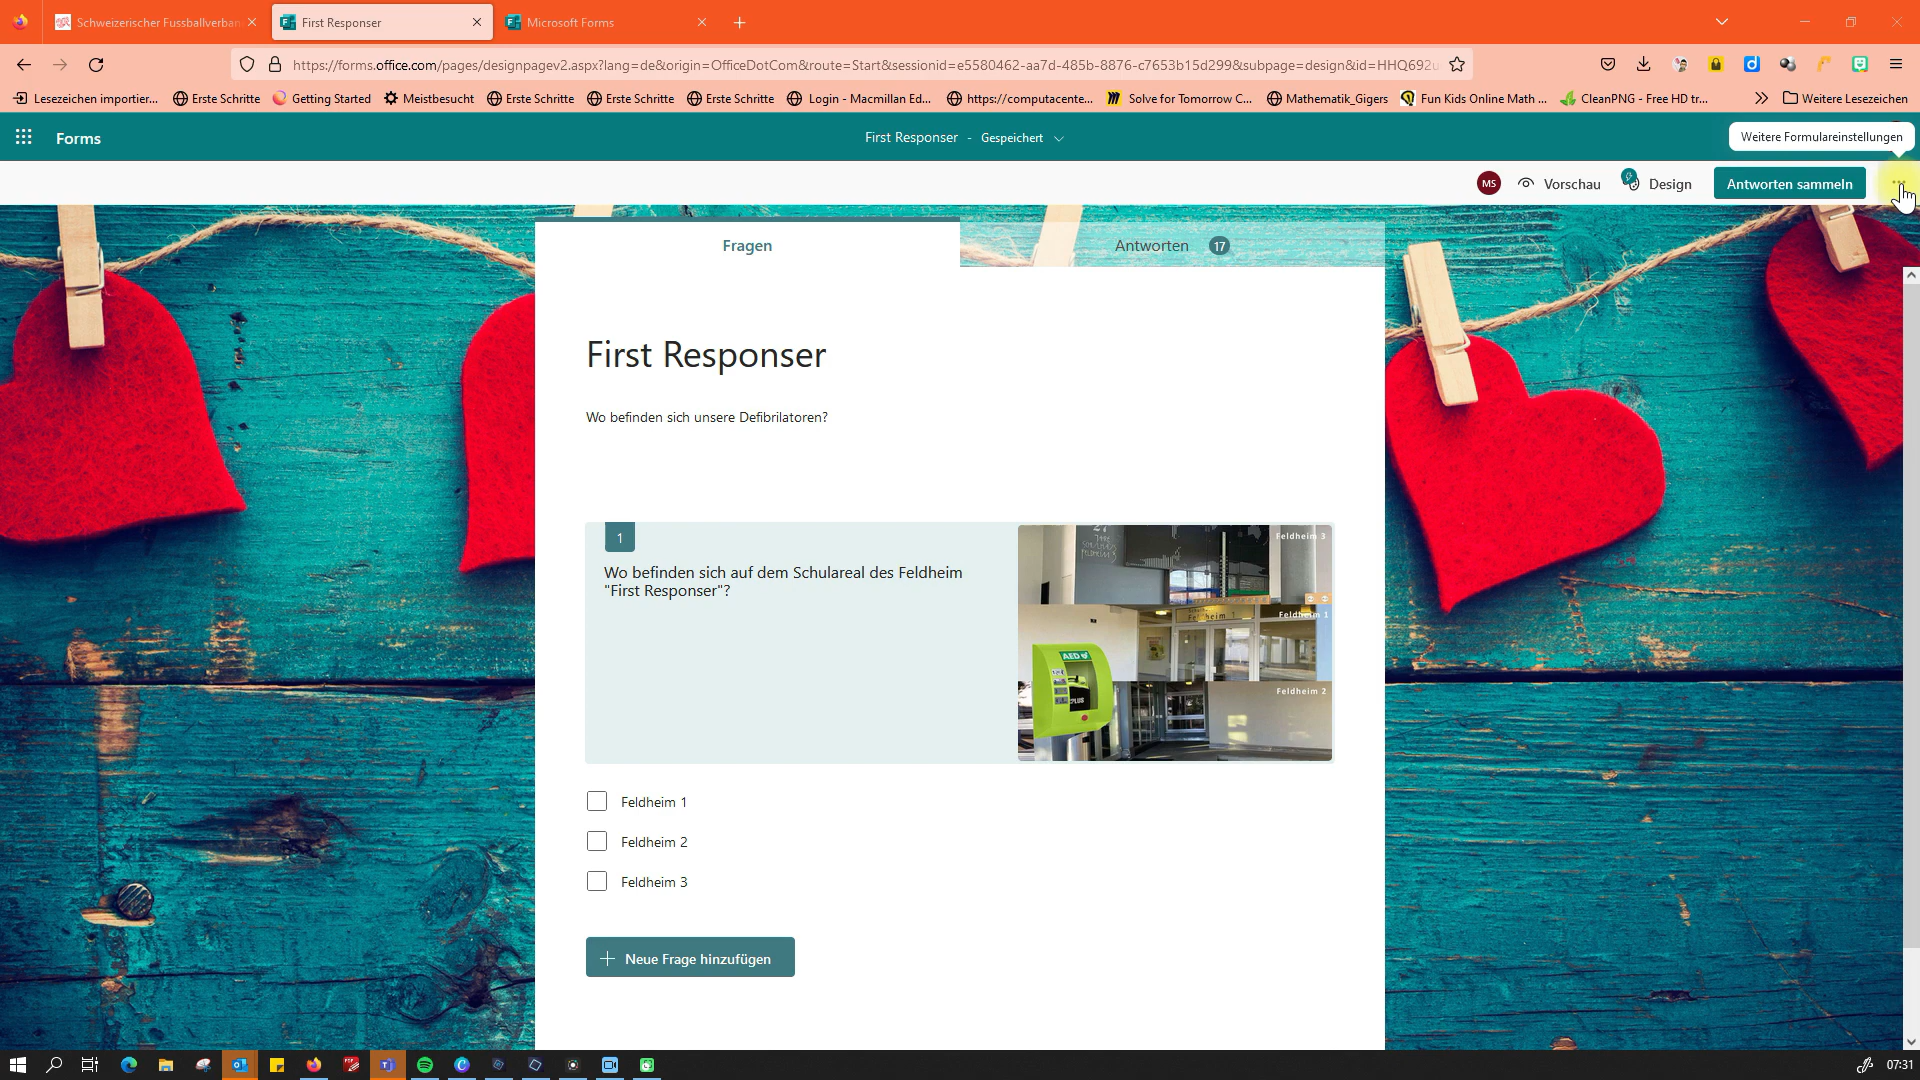 Schweizerischer Fussballverban
First Responser
Microsoft Forms
https://forms.office.com/pages/designpagev2.aspx?lang=de&origin=OfficeDotCom&route=Start&sessionid=e5580462-aa7d-485b-8876-c7653b15d299&subpage=design&id=HHQ692u
Lesezeichen importier...
Erste Schritte
Getting Started
Meistbesucht
Erste Schritte
Erste Schritte
Erste Schritte
Login - Macmillan Ed...
https://computacente...
Solve for Tomorrow C...
Mathematik_Gigers
Fun Kids Online Math ...
CleanPNG - Free HD tr...
Weitere Lesezeichen
Forms
First Responser - Gespeichert
Weitere Formulareinstellungen
MS
Vorschau
Design
Antworten sammeln
Fragen
Antworten 17
First Responser
Wo befinden sich unsere Defibrilatoren?
1
Wo befinden sich auf dem Schulareal des Feldheim
"First Responser"?
Feldheim 3
Feldheim 1
Feldheim 1
AED
Feldheim 2
Feldheim 1
Feldheim 2
Feldheim 3
Neue Frage hinzufügen
07:31